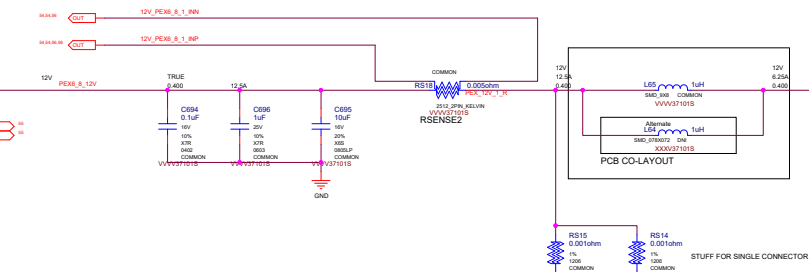 OUT
12V_PEX6_8_1_INN
OUT
12V_PEX6_8_1_INP
12V
PEX6_8_12V
TRUE
0.400
12.5A
COMMON
RS18
0.005ohm
PEX_12V_1_R
2512_2PIN_KELVIN
VVVV37101S
RSENSE2
12V
12.5A
0.400
L65
1uH
SMD_9X8
COMMON
VVVV37101S
12V
6.25A
0.400
Alternate
L64
1uH
SMD_078X072
DNI
XXXV37101S
PCB CO-LAYOUT
C694
0.1uF
16V
10%
X7R
0402
COMMON
VVVV37101S
C696
1uF
25V
10%
X7R
0603
COMMON
VVVV37101S
C695
10uF
16V
20%
X6S
0805LP
COMMON
VVVV37101S
GND
RS15
0.001ohm
1%
1206
COMMON
RS14
0.001ohm
1%
1206
COMMON
STUFF FOR SINGLE CONNECTOR